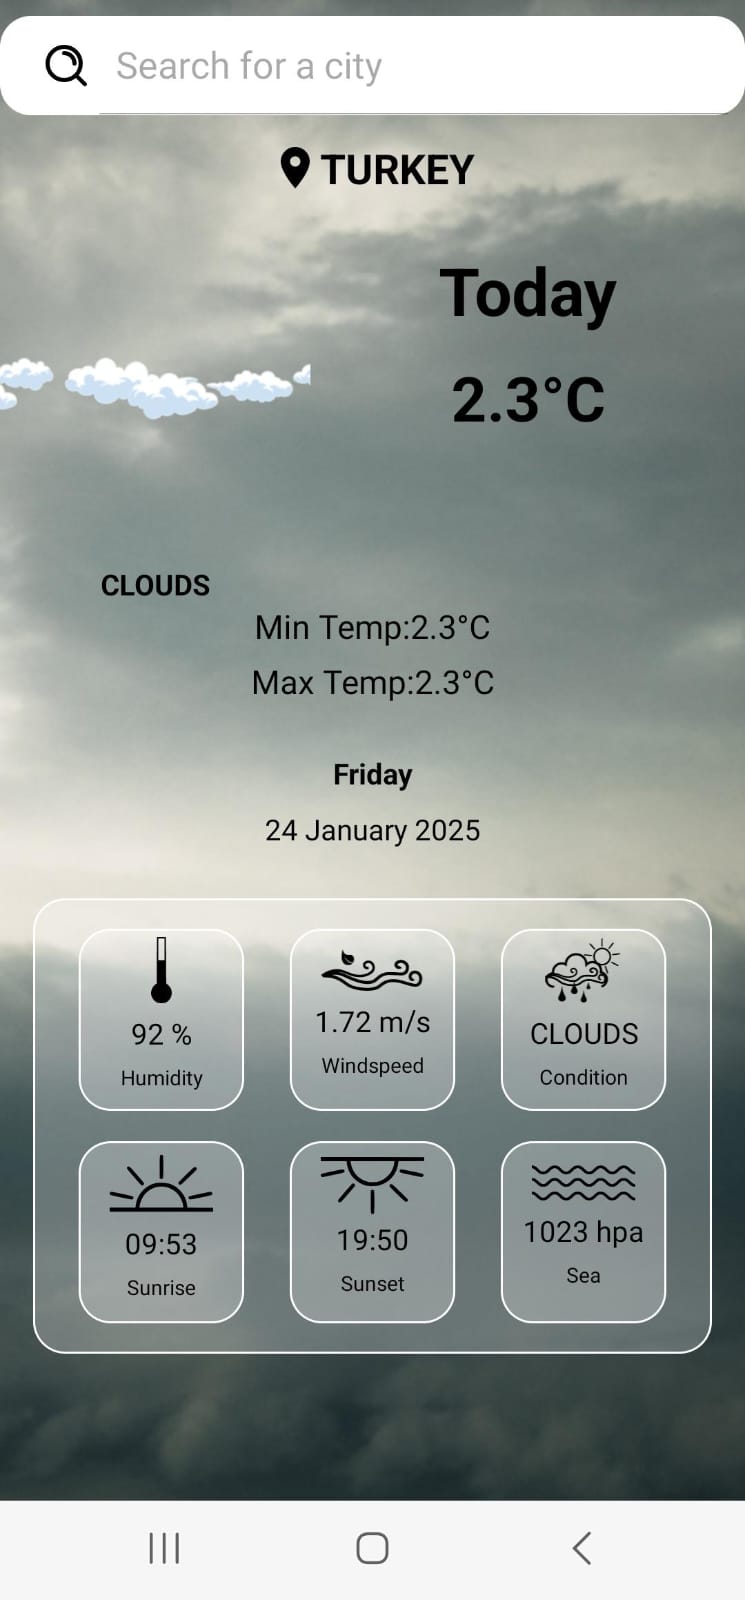 Search for a city
TURKEY
Today
2.3°C
CLOUDS
Min Temp:2.3°C
Max Temp:2.3°C
Friday
24 January 2025
92 %
Humidity
1.72 m/s
Windspeed
CLOUDS
Condition
09:53
Sunrise
19:50
Sunset
1023 hpa
Sea